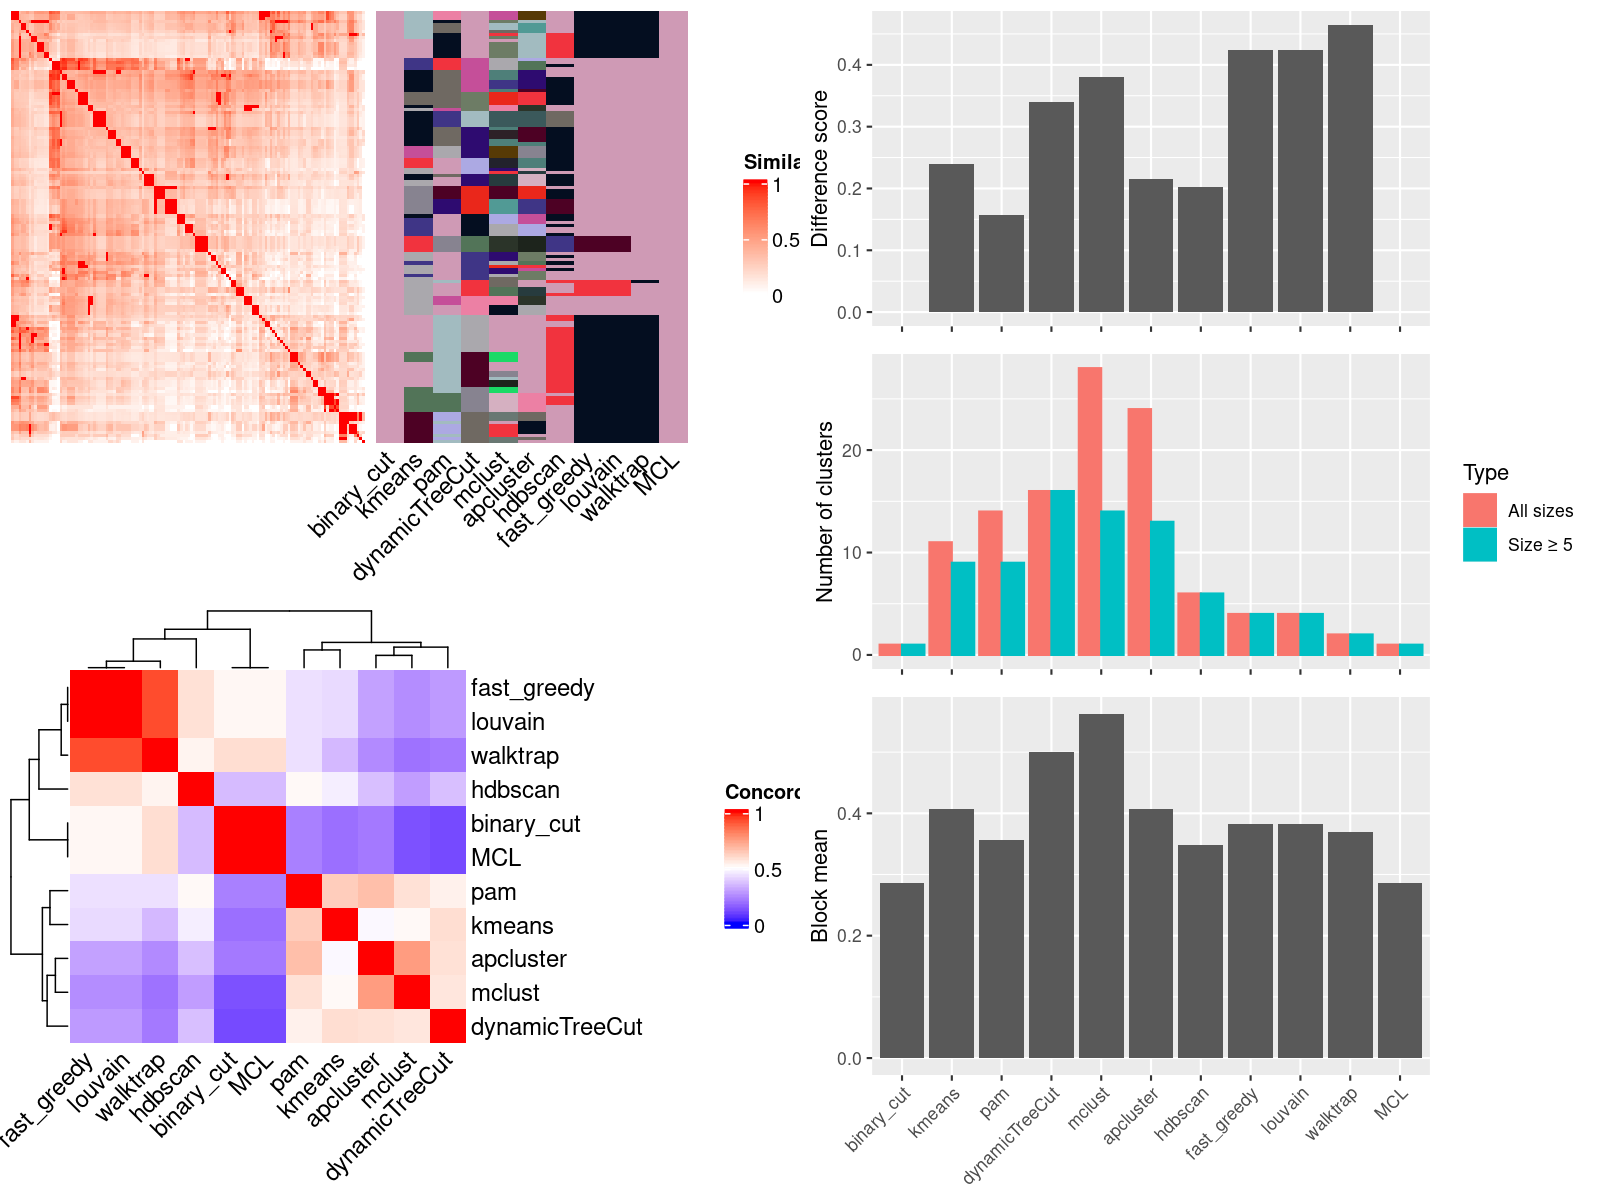 Simila
1
0.5
0
binary_cut
kmeans
pam
dynamicTreeCut
mclust
apcluster
hdbscan
fast_greedy
louvain
walktrap
MCL
fast_greedy
louvain
walktrap
hdbscan
binary_cut
MCL
pam
kmeans
apcluster
mclust
dynamicTreeCut
fast_greedy
louvain
walktrap
hdbscan
binary_cut
MCL
pam
kmeans
apcluster
mclust
dynamicTreeCut
Concord
1
0.5
0
Difference score
0.4
0.3
0.2
0.1
0.0
Number of clusters
20
10
0
Type
All sizes
Size ≥ 5
Block mean
0.4
0.2
0.0
binary_cut
kmeans
pam
dynamicTreeCut
mclust
apcluster
hdbscan
fast_greedy
louvain
walktrap
MCL